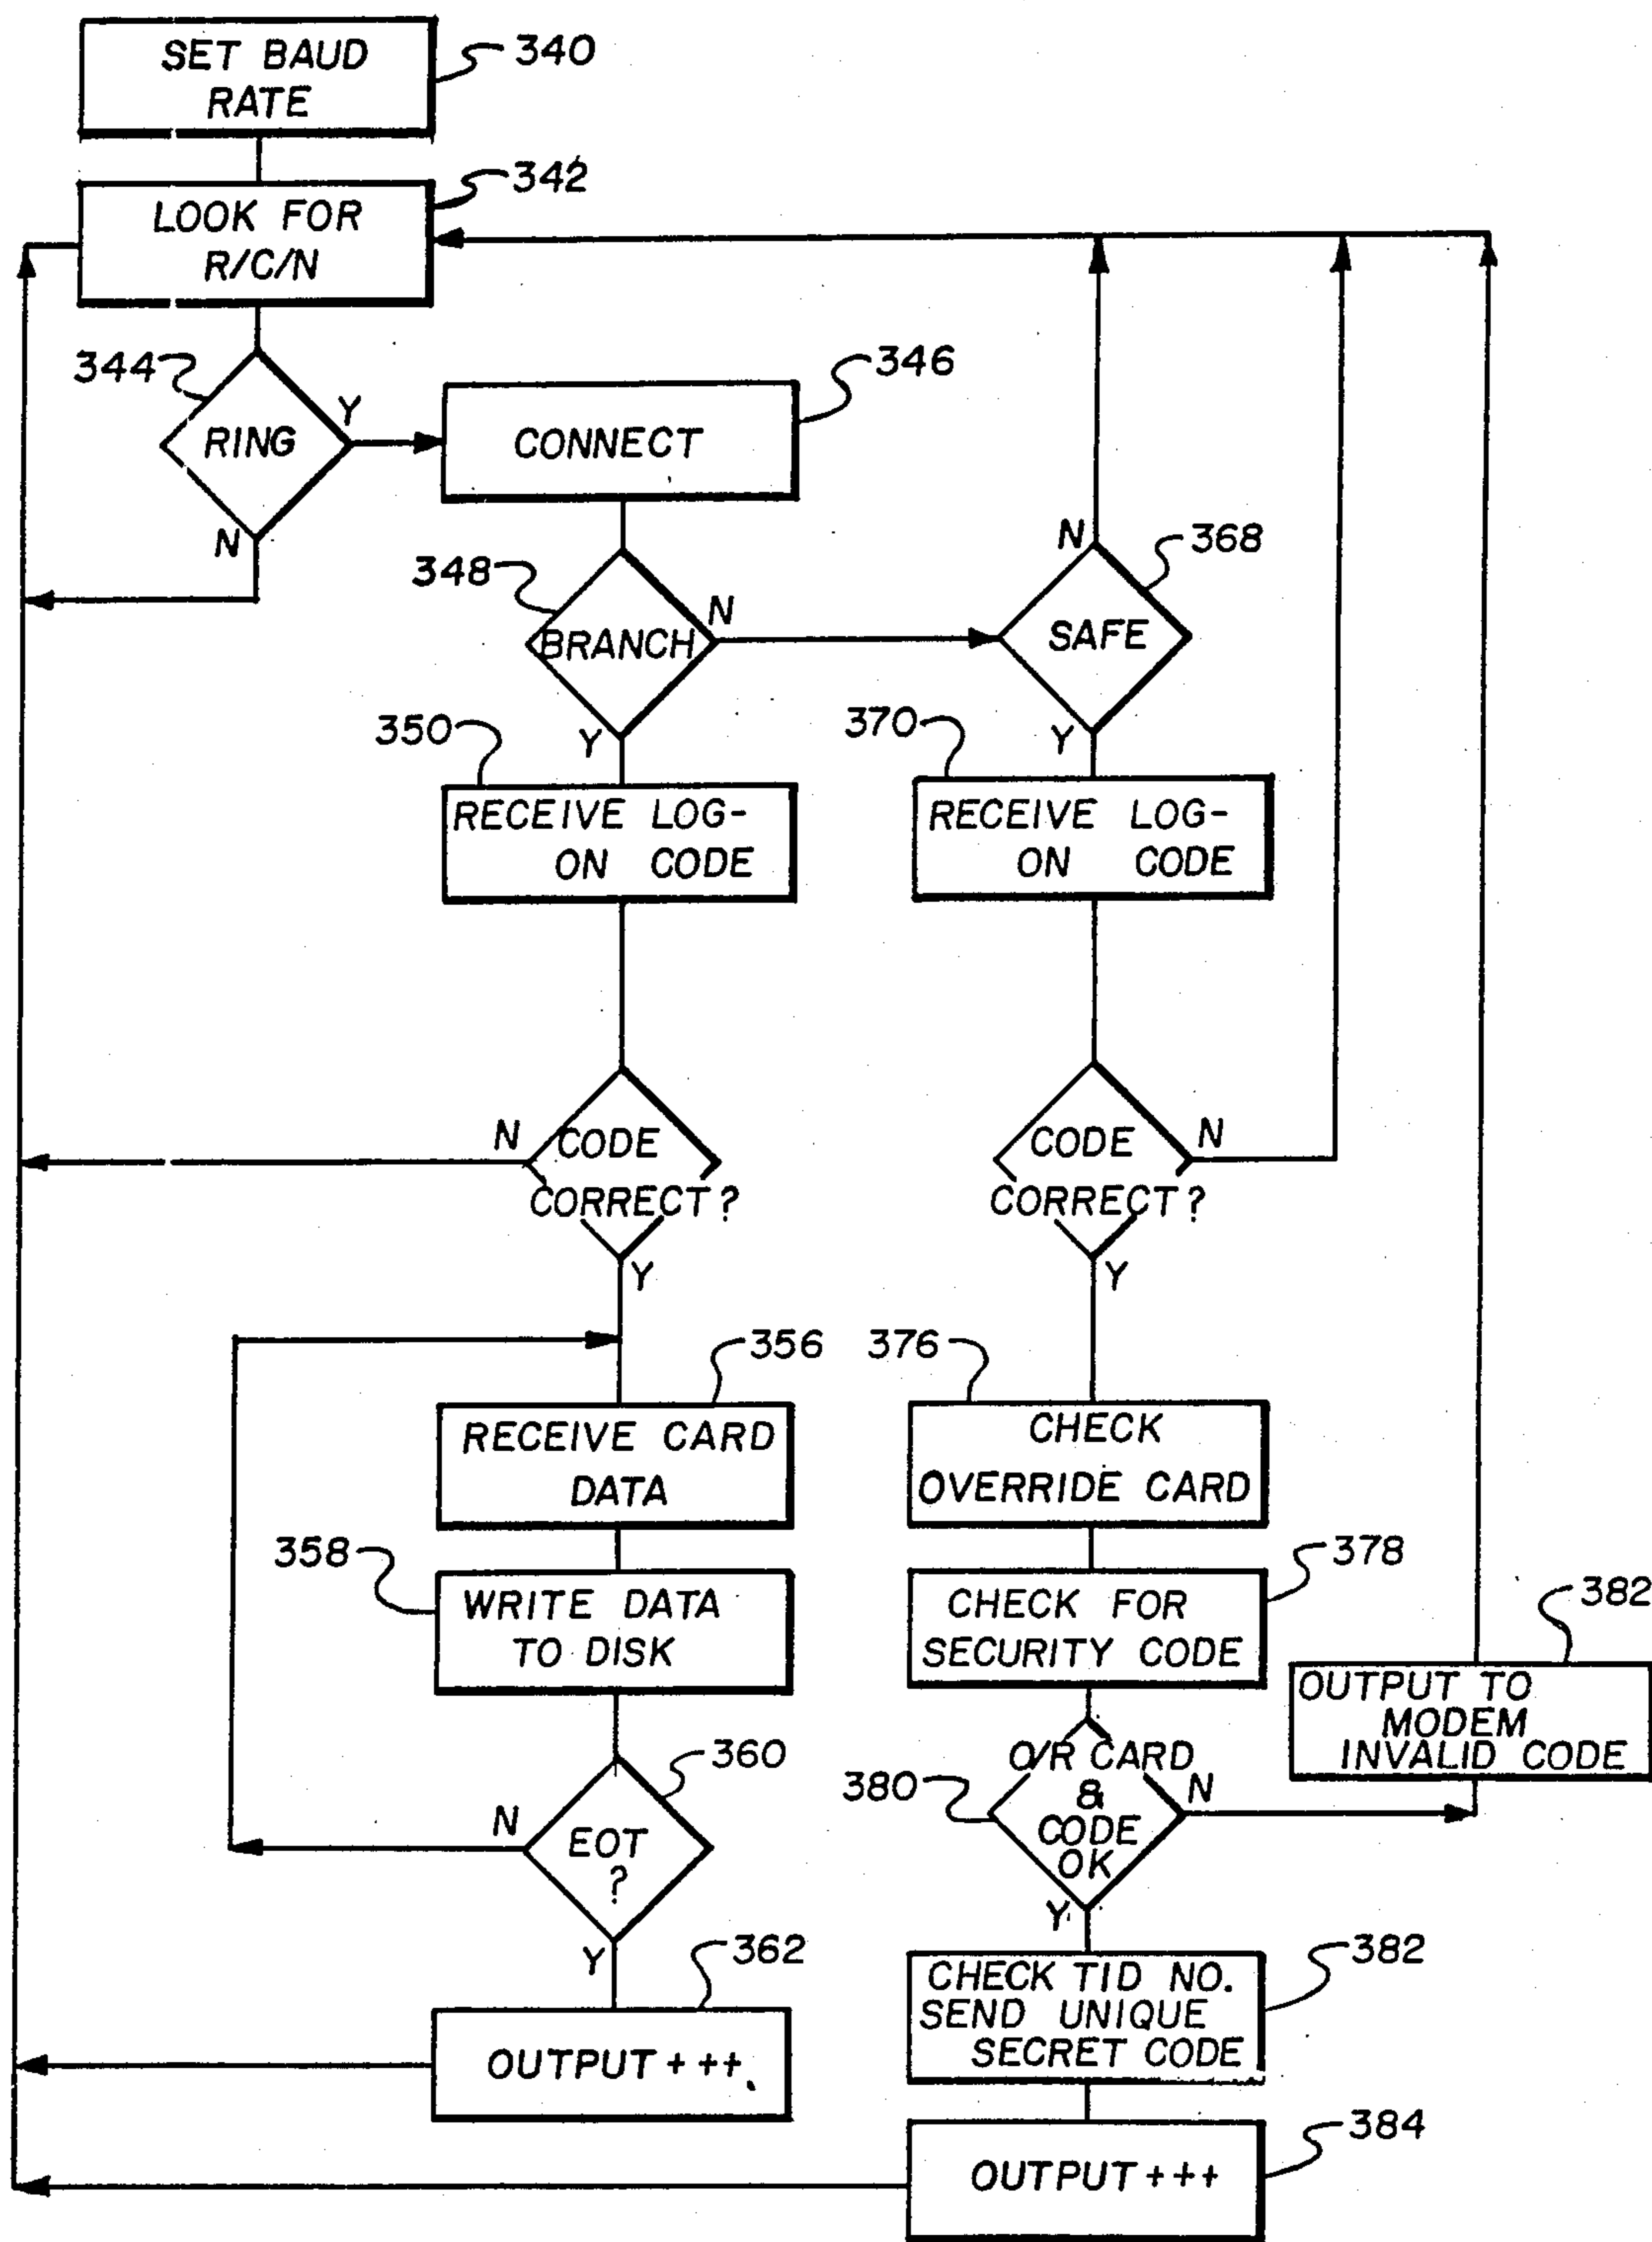 SET BAUD
RATE
340
342
LOOK FOR
R/C/N
344
RING
Y
N
346
CONNECT
348
BRANCH
N
Y
N
368
SAFE
Y
350
RECEIVE LOG-
ON CODE
370
RECEIVE LOG-
ON CODE
N
CODE
CORRECT?
Y
CODE
CORRECT?
N
Y
356
RECEIVE CARD
DATA
376
CHECK
OVERRIDE CARD
358
WRITE DATA
TO DISK
378
CHECK FOR
SECURITY CODE
382
OUTPUT TO
MODEM
INVALID CODE
360
N
EOT
?
Y
380
O/R CARD
&
CODE
OK
N
Y
362
OUTPUT +++
382
CHECK TID NO.
SEND UNIQUE
SECRET CODE
384
OUTPUT +++